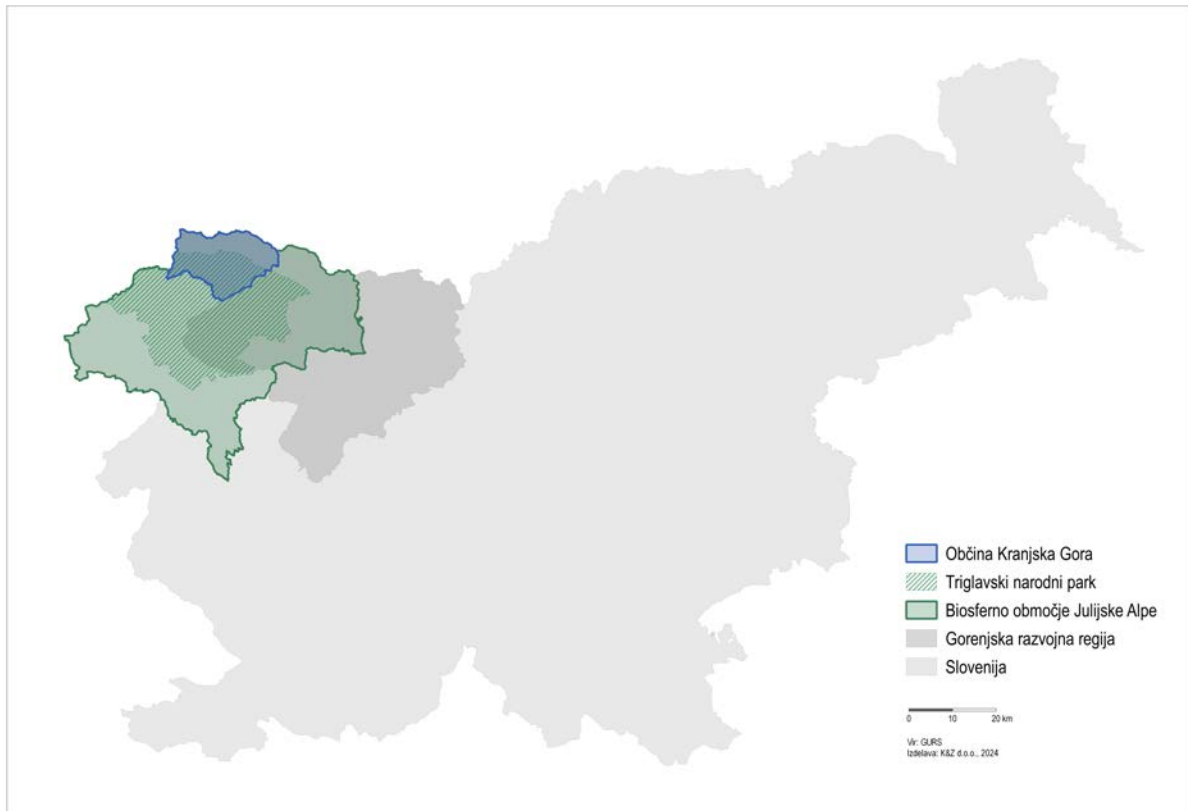 Občina Kranjska Gora
Triglavski narodni park
Biosferno območje Julijske Alpe
Gorenjska razvojna regija
Slovenija
0 10 20 km
Vir: GURS
Izdelava: K&Z d.o.o., 2024